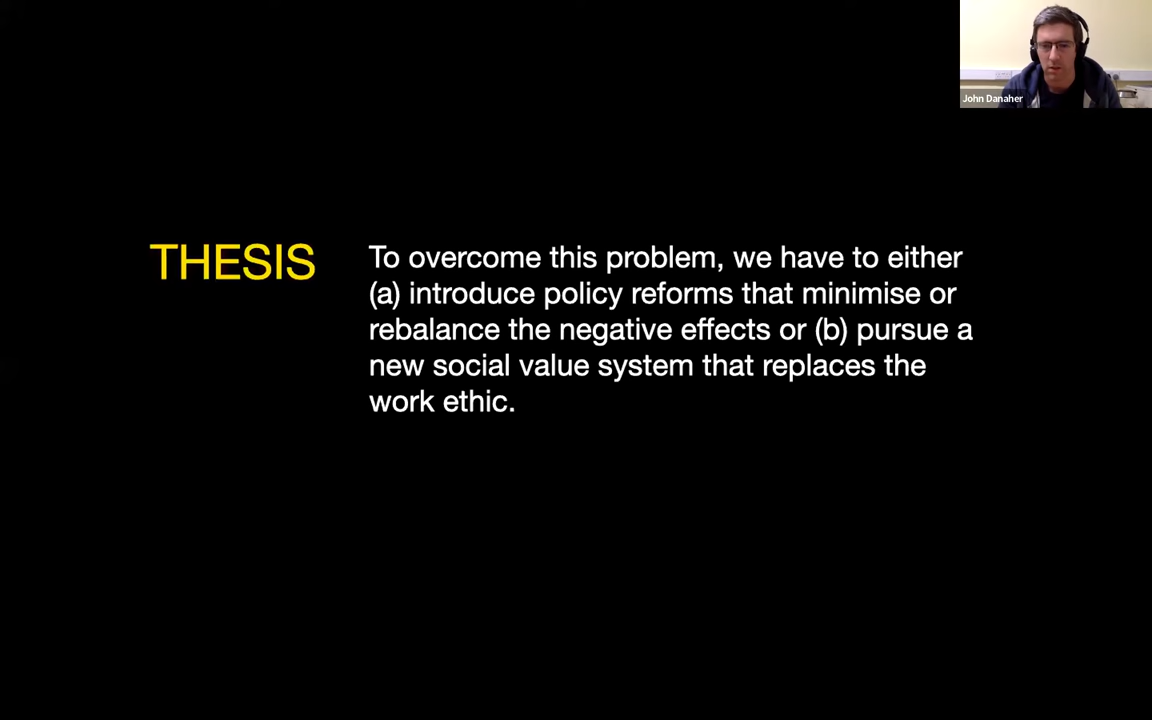 John Danaher
THESIS
To overcome this problem, we have to either
(a) introduce policy reforms that minimise or
rebalance the negative effects or (b) pursue a
new social value system that replaces the
work ethic.